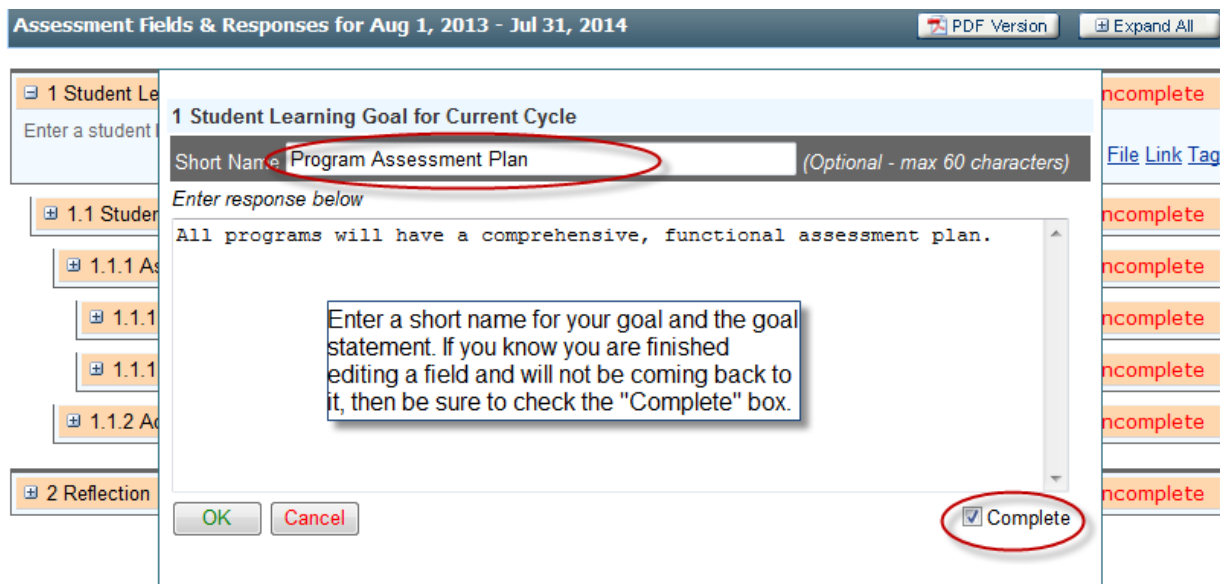 Assessment Fields & Responses for Aug 1, 2013 - Jul 31, 2014 PDF Version Expand All
1 Student Le ncomplete
Enter a student
File Link Tag
1 Student Learning Goal for Current Cycle
Short Name Program Assessment Plan (Optional - max 60 characters)
Enter response below
All programs will have a comprehensive, functional assessment plan.
Enter a short name for your goal and the goal
statement. If you know you are finished
editing a field and will not be coming back to
it, then be sure to check the "Complete" box.
OK Cancel Complete
1.1 Studen ncomplete
1.1.1 As ncomplete
1.1.1 ncomplete
1.1.1 ncomplete
1.1.2 Ac ncomplete
2 Reflection ncomplete